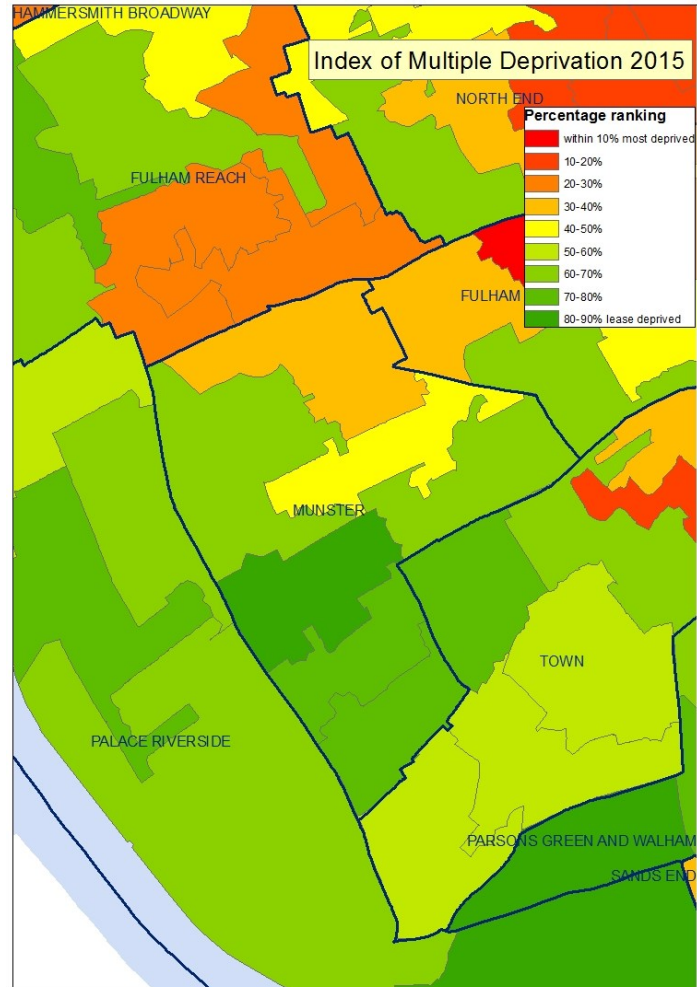 HAMMERSMITH BROADWAY
Index of Multiple Deprivation 2015
NORTH END
Percentage ranking
within 10% most deprived
10-20%
20-30%
30-40%
40-50%
50-60%
60-70%
70-80%
80-90% lease deprived
FULHAM REACH
FULHAM
MUNSTER
TOWN
PALACE RIVERSIDE
PARSONS GREEN AND WALHAM
SANDS END